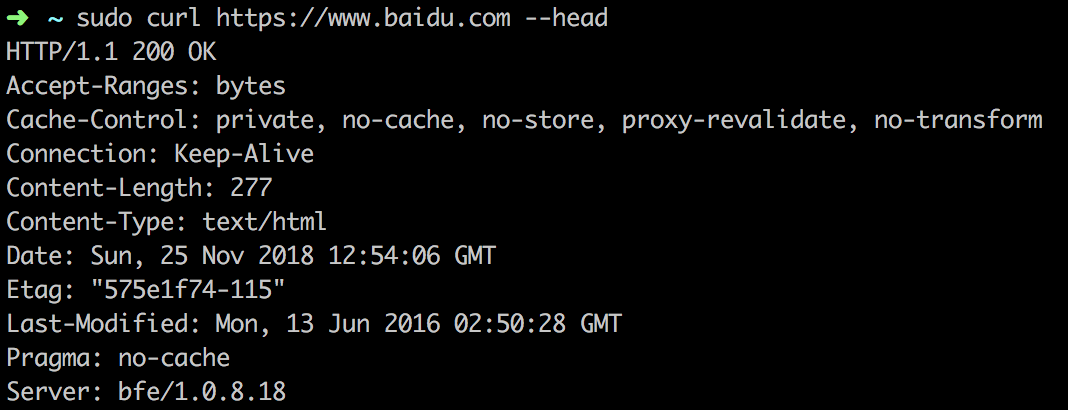 ➜ ~ sudo curl https://www.baidu.com --head
HTTP/1.1 200 OK
Accept-Ranges: bytes
Cache-Control: private, no-cache, no-store, proxy-revalidate, no-transform
Connection: Keep-Alive
Content-Length: 277
Content-Type: text/html
Date: Sun, 25 Nov 2018 12:54:06 GMT
Etag: "575e1f74-115"
Last-Modified: Mon, 13 Jun 2016 02:50:28 GMT
Pragma: no-cache
Server: bfe/1.0.8.18